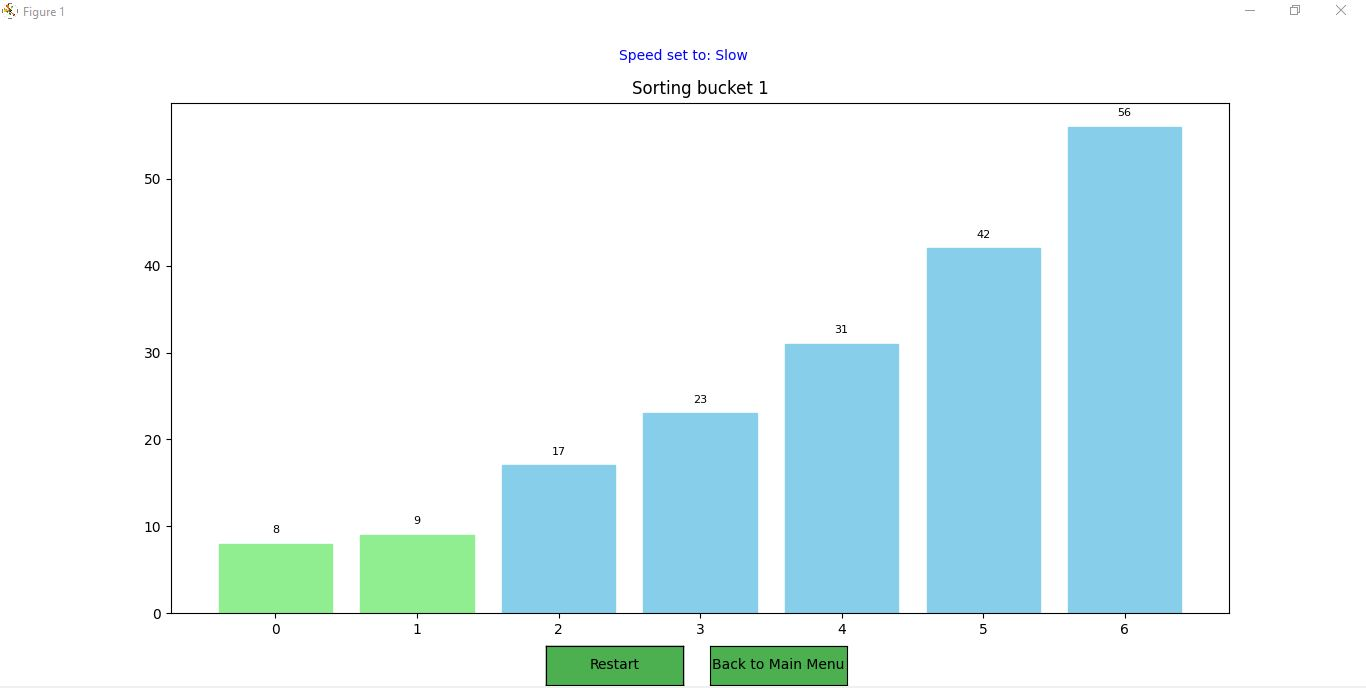 Figure 1
Speed set to: Slow
Sorting bucket 1
56
50
42
40
31
30
23
20
17
10
9
8
0
0 1 2 3 4 5 6
Restart Back to Main Menu